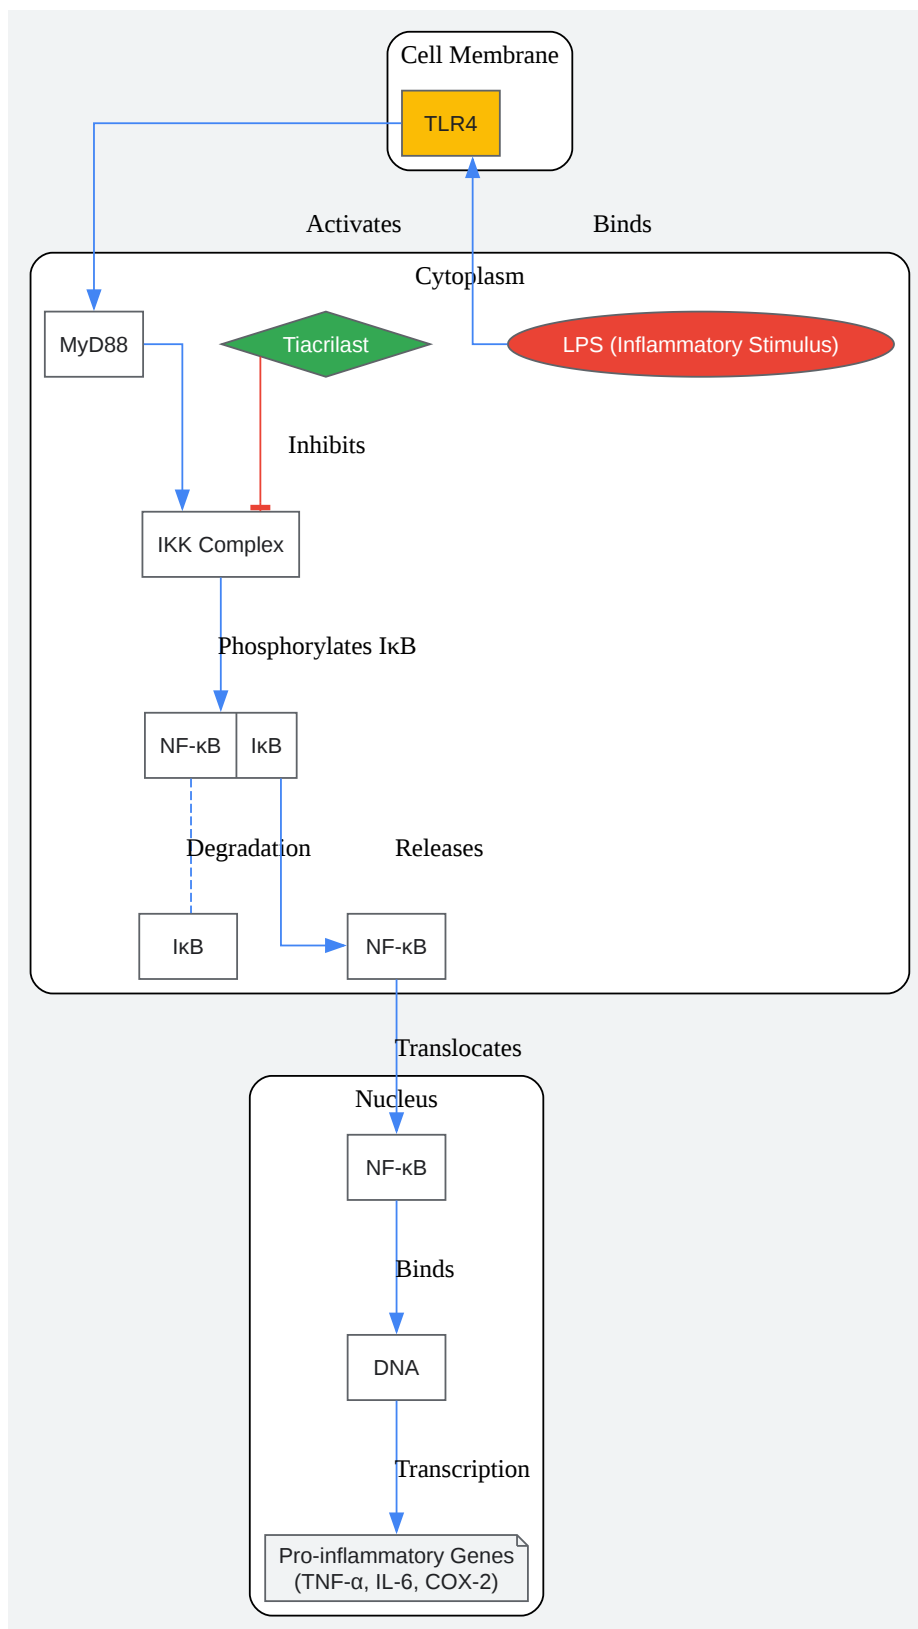 Cell Membrane
TLR4
Activates
Binds
Cytoplasm
MyD88
Tiacrilast
LPS (Inflammatory Stimulus)
Inhibits
IKK Complex
Phosphorylates IκB
NF-κB
IκB
Degradation
Releases
IκB
NF-κB
Translocates
Nucleus
NF-κB
Binds
DNA
Transcription
Pro-inflammatory Genes
(TNF-α, IL-6, COX-2)